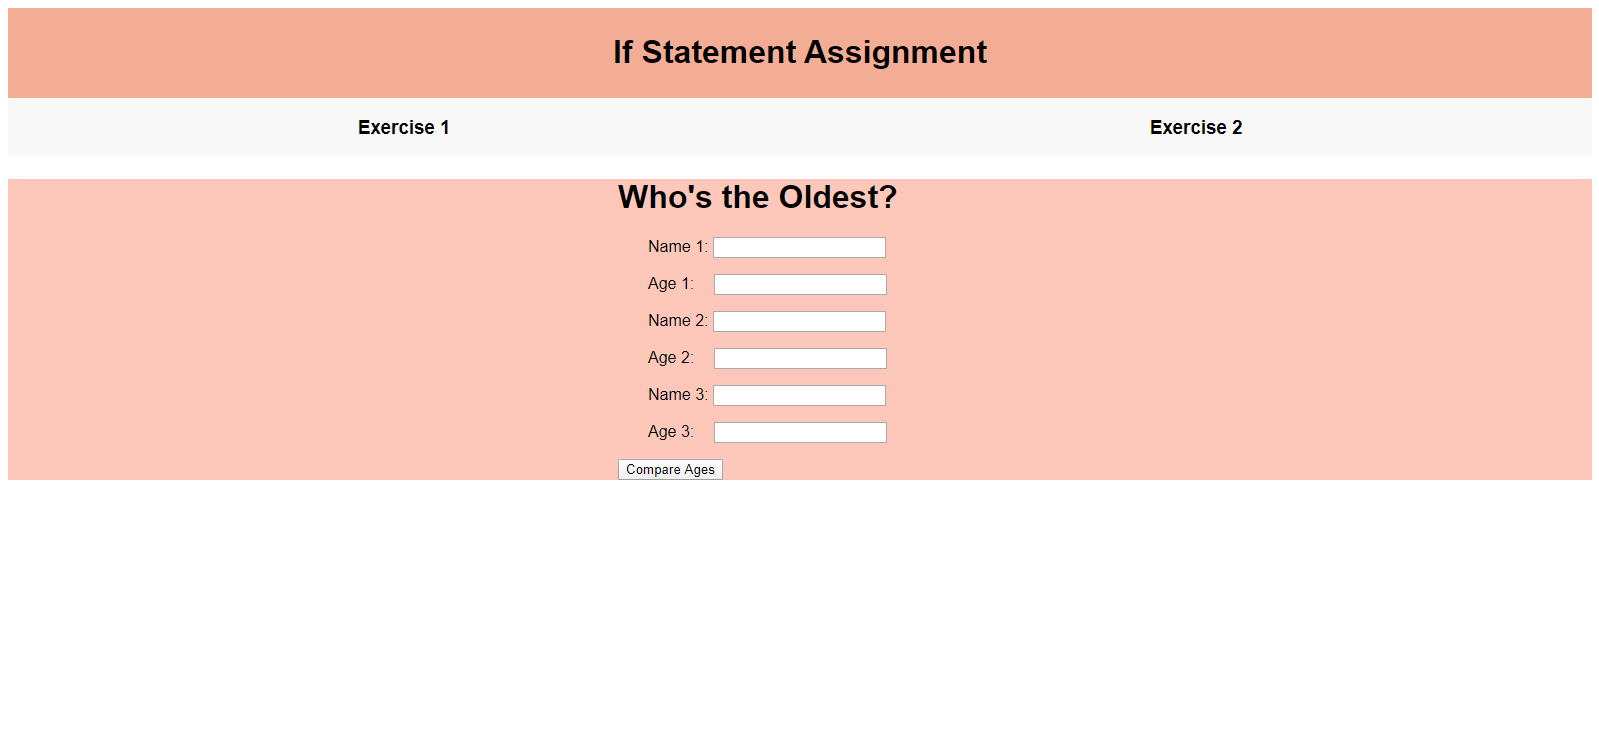 If Statement Assignment
Exercise 1
Exercise 2
Who's the Oldest?
Name 1:
Age 1:
Name 2:
Age 2:
Name 3:
Age 3:
Compare Ages